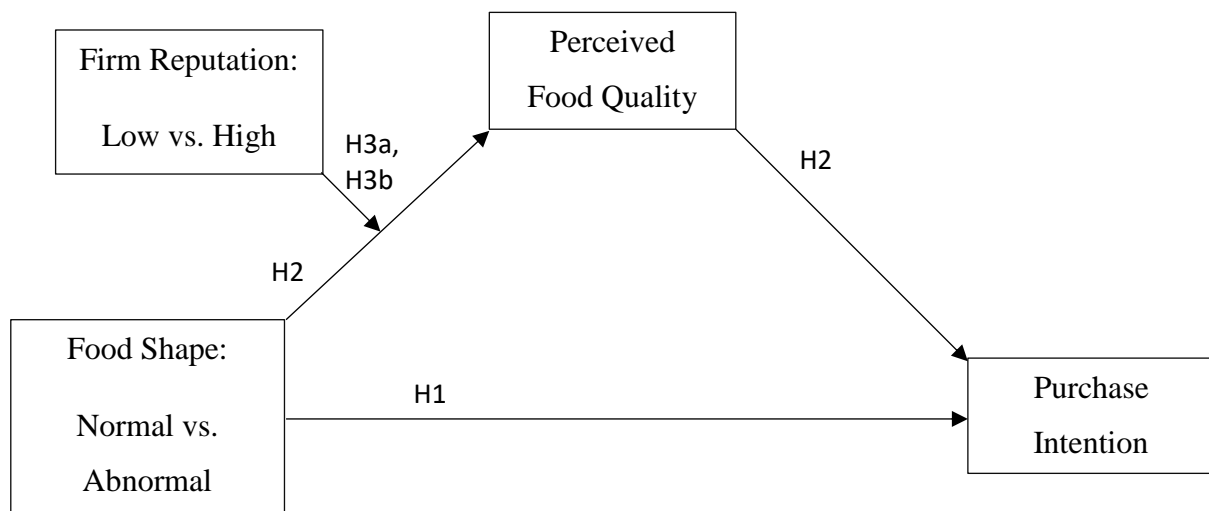 Firm Reputation:
Low vs. High
Perceived
Food Quality
H3a,
H3b
H2
H2
Food Shape:
Normal vs.
Abnormal
H1
Purchase
Intention